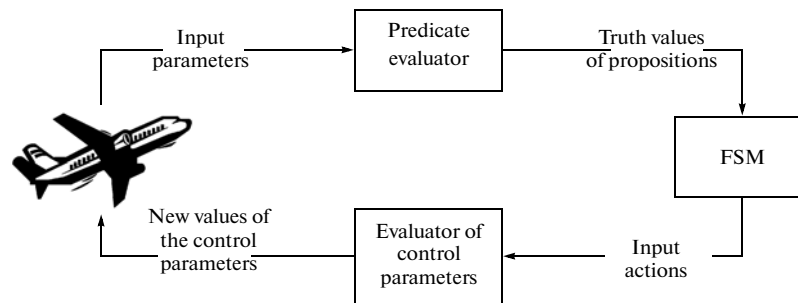 Input
parameters
Predicate
evaluator
Truth values
of propositions
FSM
New values of
the control
parameters
Evaluator of
control
parameters
Input
actions